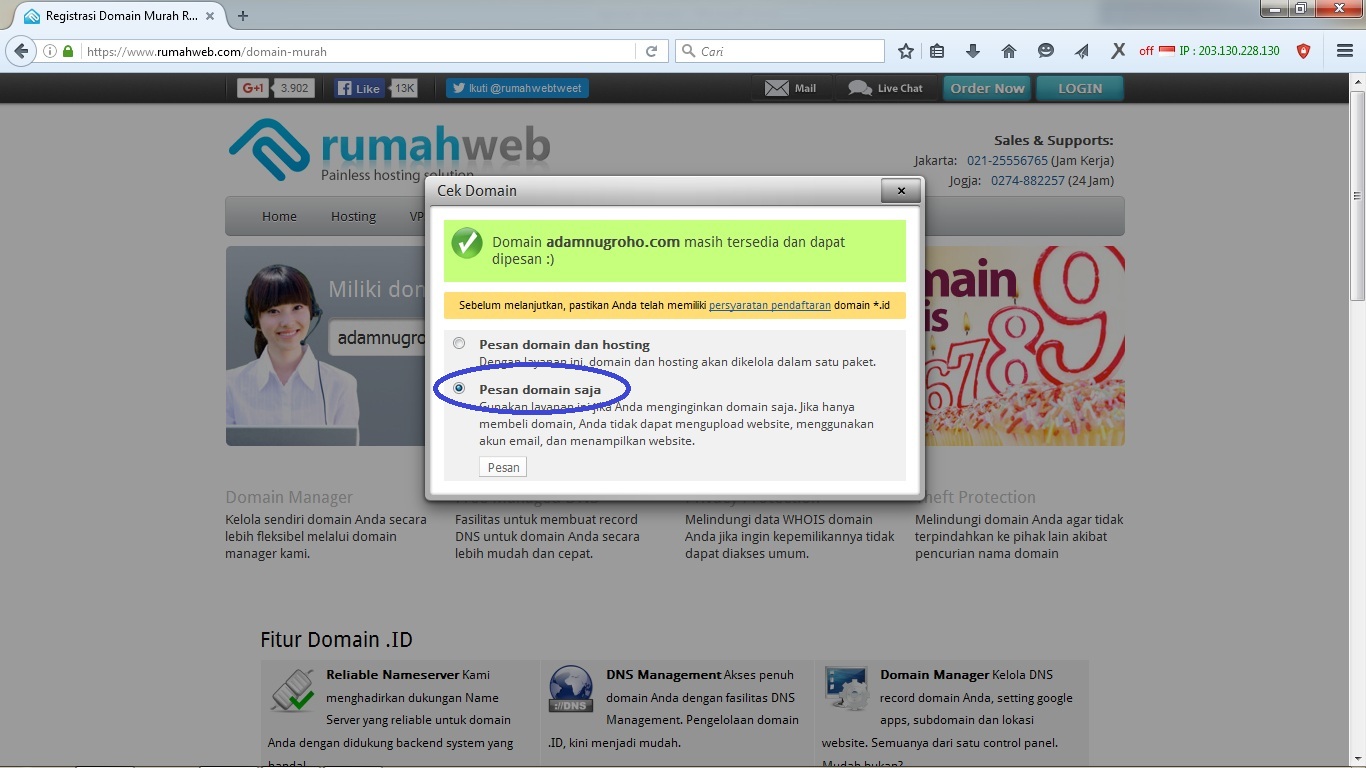 Registrasi Domain Murah R...
https://www.rumahweb.com/domain-murah
Cari
off
IP : 203.130.228.130
G+1 3.902
Like 13K
Ikuti @rumahwebtweet
Mail
Live Chat
Order Now
LOGIN
rumahweb
Painless hosting solution
Sales & Supports:
Jakarta: 021-25556765 (Jam Kerja)
Jogja: 0274-882257 (24 Jam)
Home
Hosting
Cek Domain
Domain adamnugroho.com masih tersedia dan dapat
dipesan :)
Sebelum melanjutkan, pastikan Anda telah memiliki persyaratan pendaftaran domain *.id
Pesan domain dan hosting
Dengan layanan ini, domain dan hosting akan dikelola dalam satu paket.
Pesan domain saja
Gunakan layanan ini jika Anda menginginkan domain saja. Jika hanya
membeli domain, Anda tidak dapat mengupload website, menggunakan
akun email, dan menampilkan website.
Pesan
Miliki don
adamnugro
main
is
6789
Domain Manager
Kelola sendiri domain Anda secara
lebih fleksibel melalui domain
manager kami.
Fasilitas untuk membuat record
DNS untuk domain Anda secara
lebih mudah dan cepat.
Melindungi data WHOIS domain
Anda jika ingin kepemilikannya tidak
dapat diakses umum.
heft Protection
Melindungi domain Anda agar tidak
terpindahkan ke pihak lain akibat
pencurian nama domain
Fitur Domain .ID
Reliable Nameserver Kami
menghadirkan dukungan Name
Server yang reliable untuk domain
Anda dengan didukung backend system yang
://DNS
DNS Management Akses penuh
domain Anda dengan fasilitas DNS
Management. Pengelolaan domain
.ID, kini menjadi mudah.
Domain Manager Kelola DNS
record domain Anda, setting google
apps, subdomain dan lokasi
website. Semuanya dari satu control panel.
Mudah bukan?